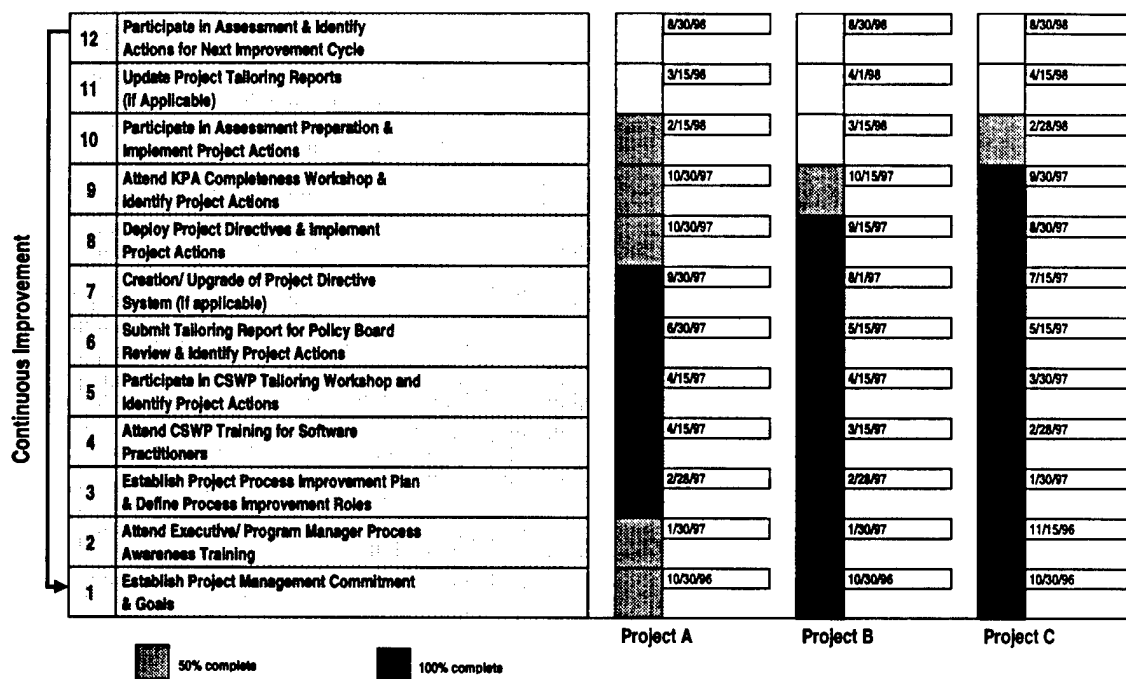 Continuous Improvement
12
Participate in Assessment & Identify
Actions for Next Improvement Cycle
8/30/98
8/30/98
8/30/98
11
Update Project Tailoring Reports
(if Applicable)
3/15/98
4/1/98
4/15/98
10
Participate in Assessment Preparation &
Implement Project Actions
2/15/98
3/15/98
2/28/98
9
Attend KPA Completeness Workshop &
Identify Project Actions
10/30/97
10/15/97
9/30/97
8
Deploy Project Directives & Implement
Project Actions
10/30/97
9/15/97
8/30/97
7
Creation/ Upgrade of Project Directive
System (if applicable)
9/30/97
8/1/97
7/15/97
6
Submit Tailoring Report for Policy Board
Review & Identify Project Actions
6/30/97
5/15/97
5/15/97
5
Participate in CSWP Tailoring Workshop and
Identify Project Actions
4/15/97
4/15/97
3/30/97
4
Attend CSWP Training for Software
Practitioners
4/15/97
3/15/97
2/28/97
3
Establish Project Process Improvement Plan
& Define Process Improvement Roles
2/28/97
2/28/97
1/30/97
2
Attend Executive/ Program Manager Process
Awareness Training
1/30/97
1/30/97
11/15/96
1
Establish Project Management Commitment
& Goals
10/30/96
10/30/96
10/30/96
Project A
Project B
Project C
50% complete
100% complete